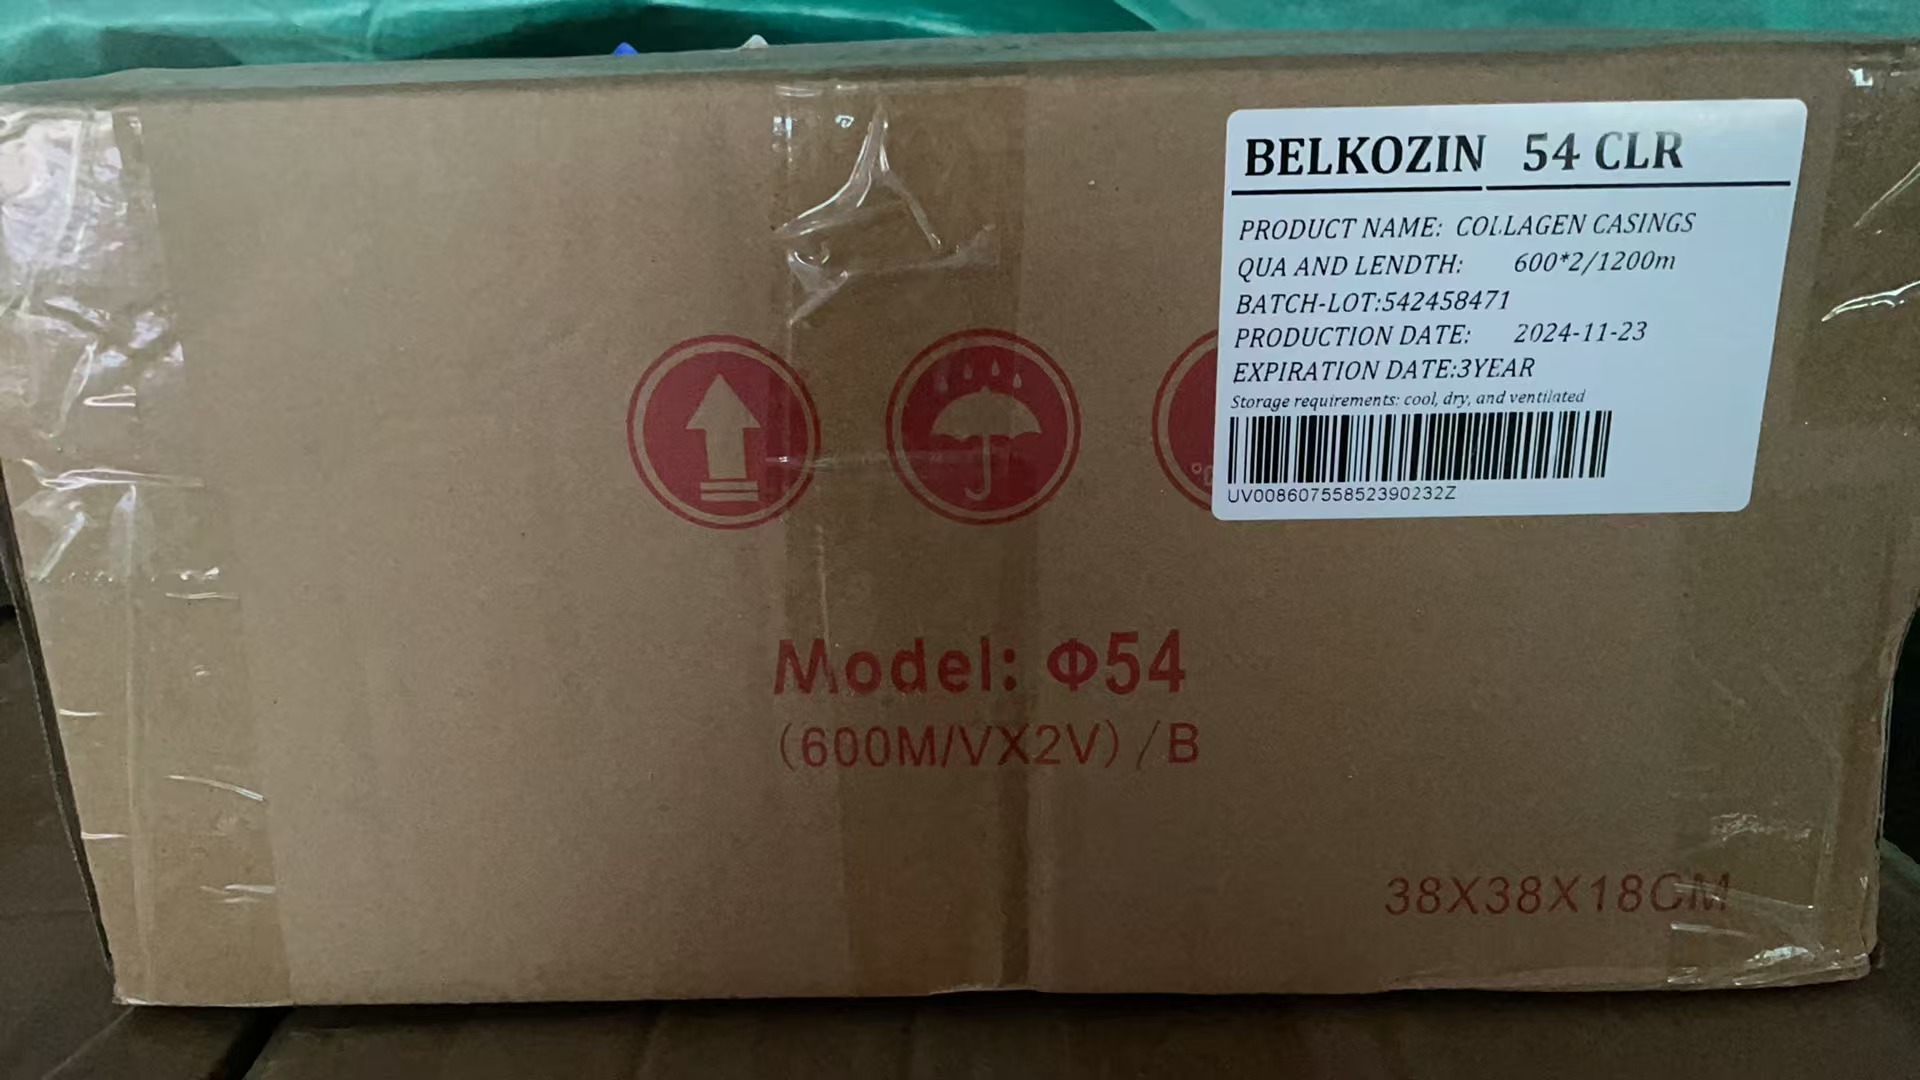 BELKOZIN 54 CLR
PRODUCT NAME: COLLAGEN CASINGS
QUA AND LENDTH: 600*2/1200m
BATCH-LOT:542458471
PRODUCTION DATE: 2024-11-23
EXPIRATION DATE:3YEAR
Storage requirements: cool, dry, and ventilated
UV00860755852390232Z
Model: Φ54
(600M/VX2V)/B
38X38X18CM